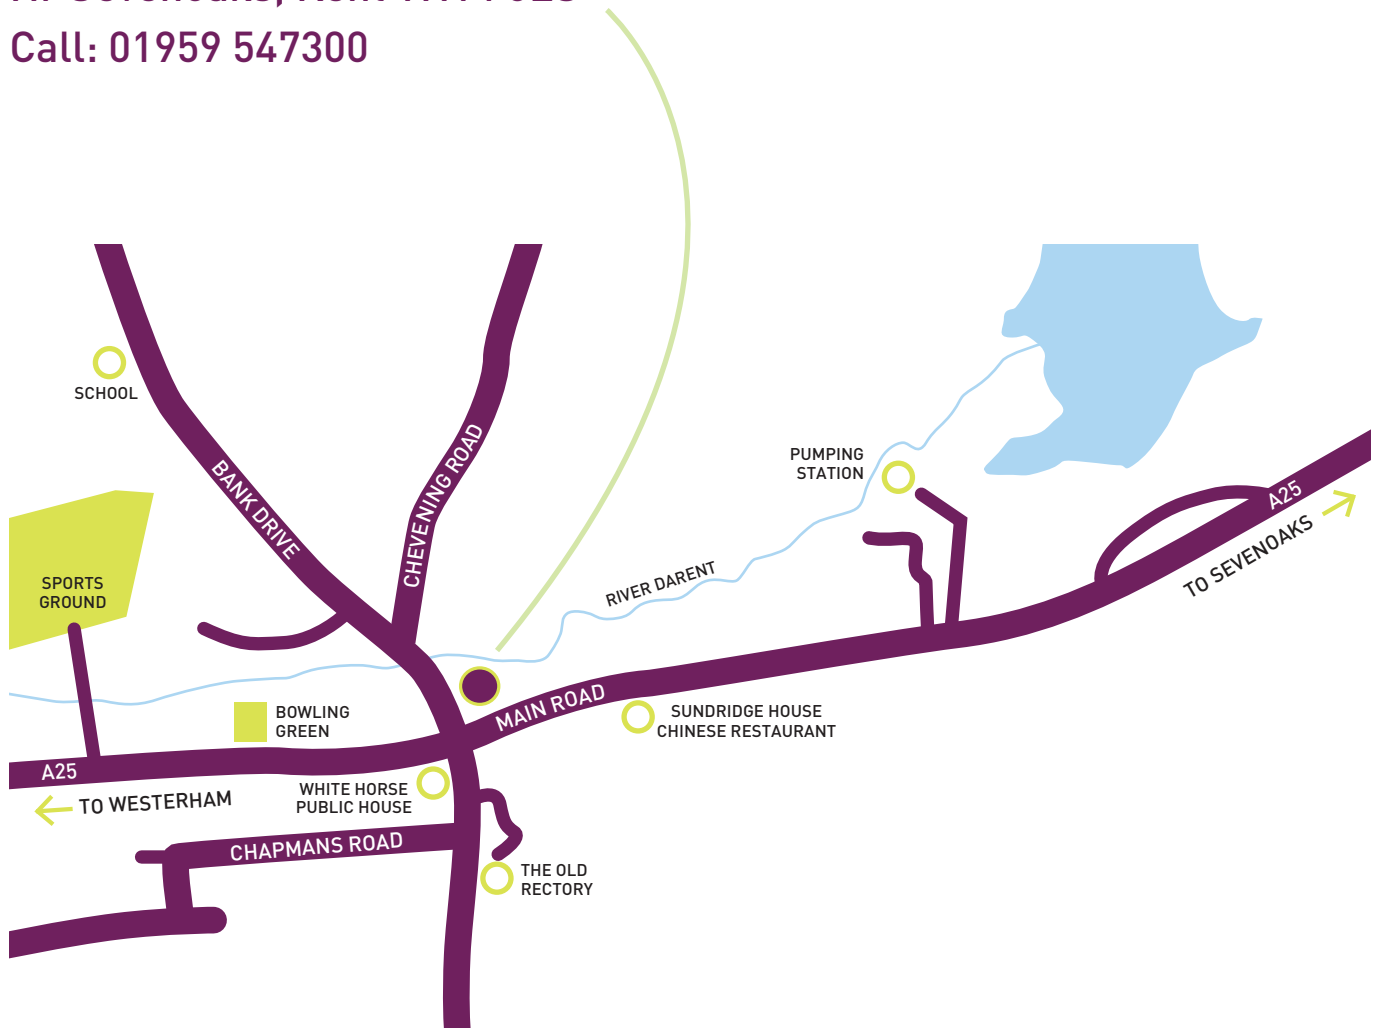 Call: 01959 547300
SCHOOL
BANK DRIVE
CHEVENING ROAD
PUMPING
STATION
A25
TO SEVENOAKS
SPORTS
GROUND
RIVER DARENT
MAIN ROAD
BOWLING
GREEN
SUNDRIDGE HOUSE
CHINESE RESTAURANT
A25
TO WESTERHAM
WHITE HORSE
PUBLIC HOUSE
CHAPMANS ROAD
THE OLD
RECTORY